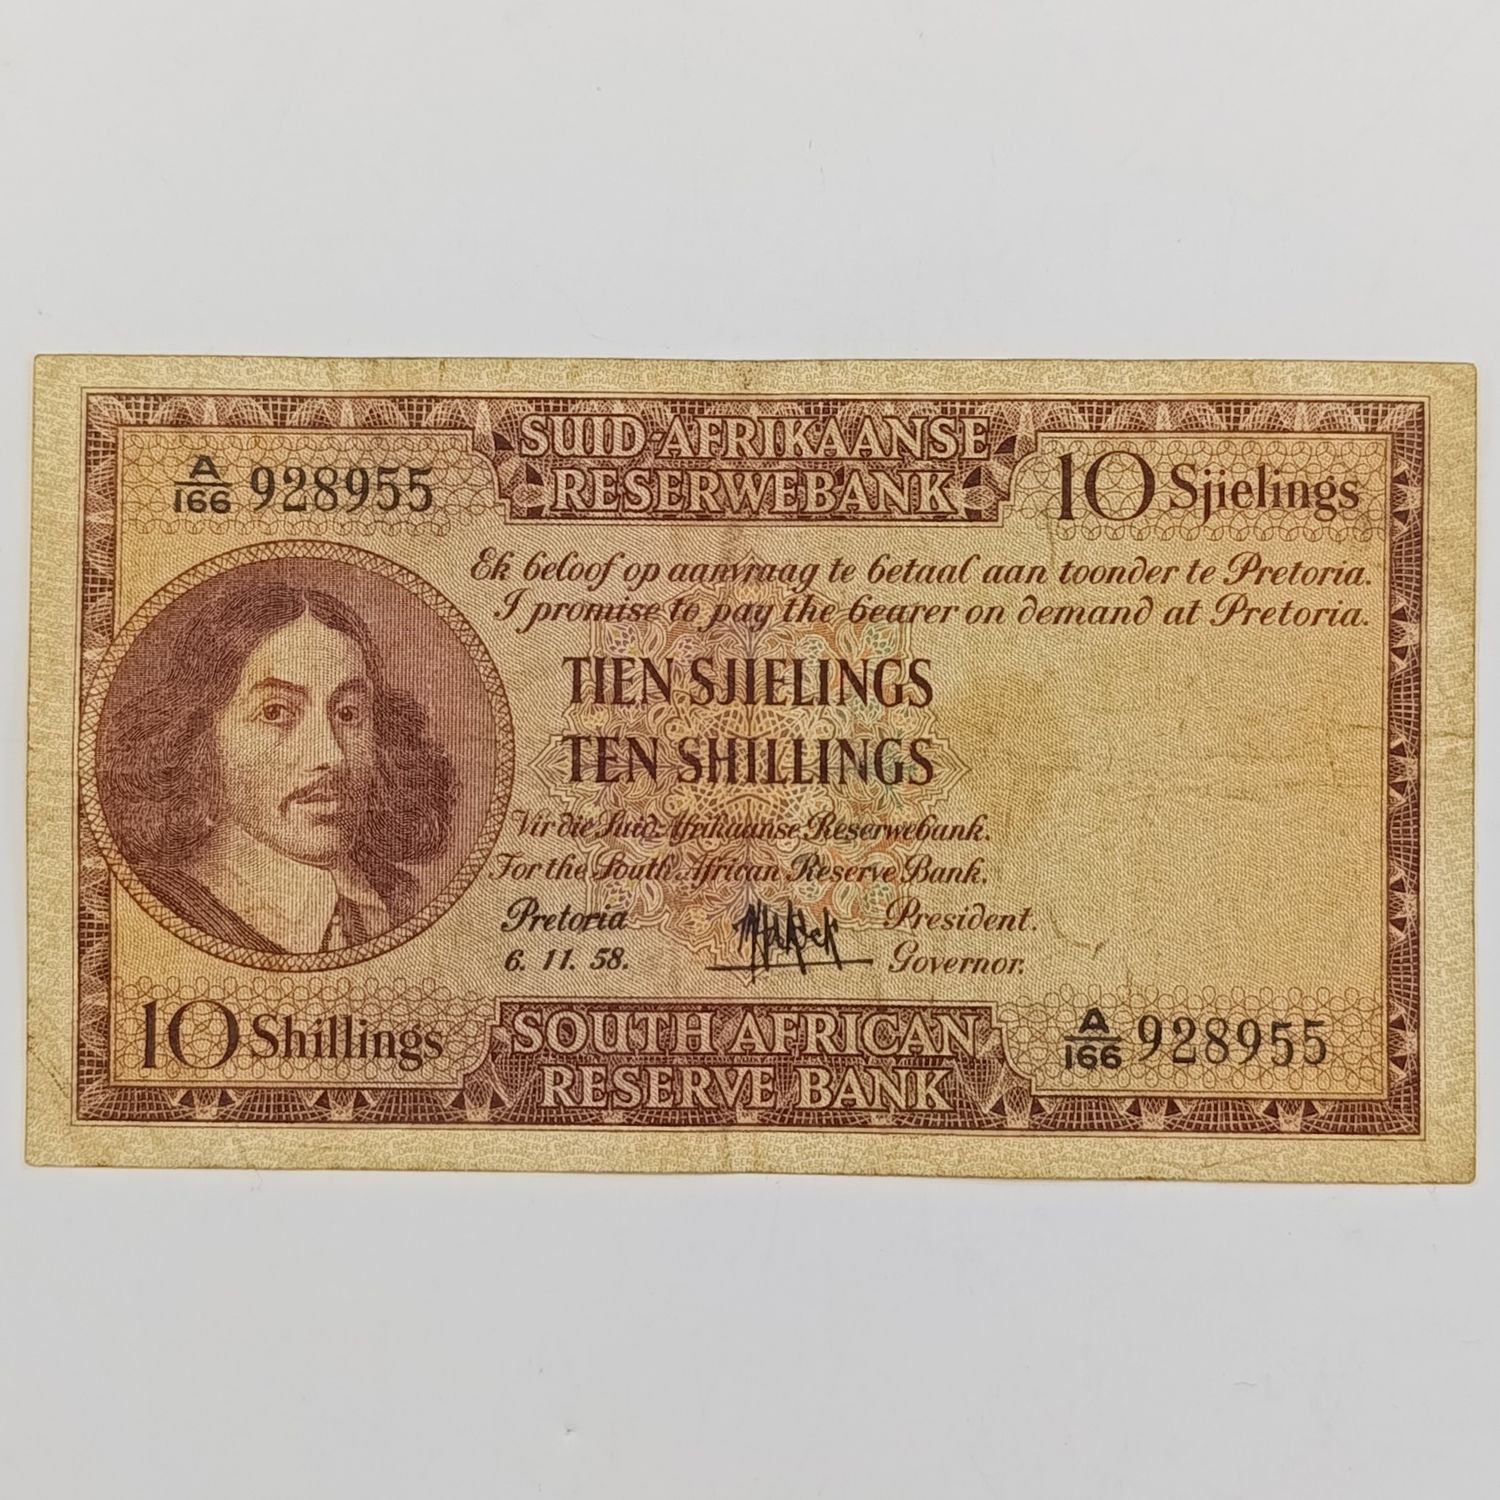 SUID-AFRIKAANSE
RESERWEBANK
A/166 928955
10 Sjielings
Ek beloof op aanvraag te betaal aan toonder te Pretoria.
I promise to pay the bearer on demand at Pretoria.
TIEN SJIELINGS
TEN SHILLINGS
Vir die Suid-Afrikaanse Reserwebank.
For the South African Reserve Bank.
Pretoria
6. 11. 58.
President.
Governor.
10 Shillings
SOUTH AFRICAN
RESERVE BANK
A/166 928955